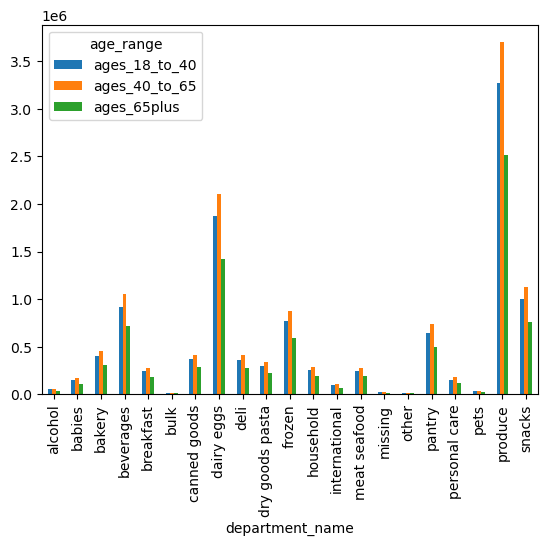 1e6
age_range
ages_18_to_40
ages_40_to_65
ages_65plus
3.5
3.0
2.5
2.0
1.5
1.0
0.5
0.0
alcohol
babies
bakery
beverages
breakfast
bulk
canned goods
dairy eggs
deli
dry goods pasta
frozen
household
international
meat seafood
missing
other
pantry
personal care
pets
produce
snacks
department_name